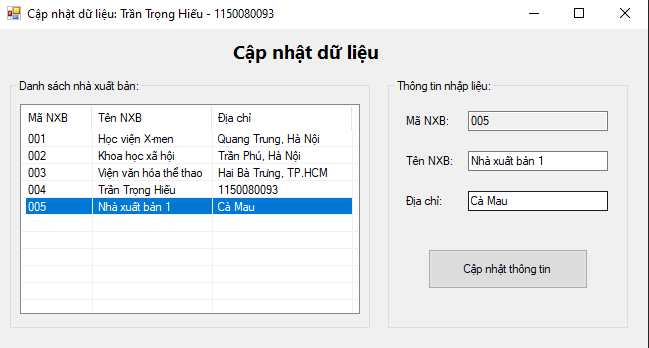 Cập nhật dữ liệu: Trần Trọng Hiếu - 1150080093
Cập nhật dữ liệu
Danh sách nhà xuất bản:
Mã NXB Tên NXB Địa chỉ
001 Học viện X-men Quang Trung, Hà Nội
002 Khoa học xã hội Trần Phú, Hà Nội
003 Viện văn hóa thể thao Hai Bà Trưng, TP.HCM
004 Trần Trọng Hiếu 1150080093
005 Nhà xuất bản 1 Cà Mau
Thông tin nhập liệu:
Mã NXB: 005
Tên NXB: Nhà xuất bản 1
Địa chỉ: Cà Mau
Cập nhật thông tin